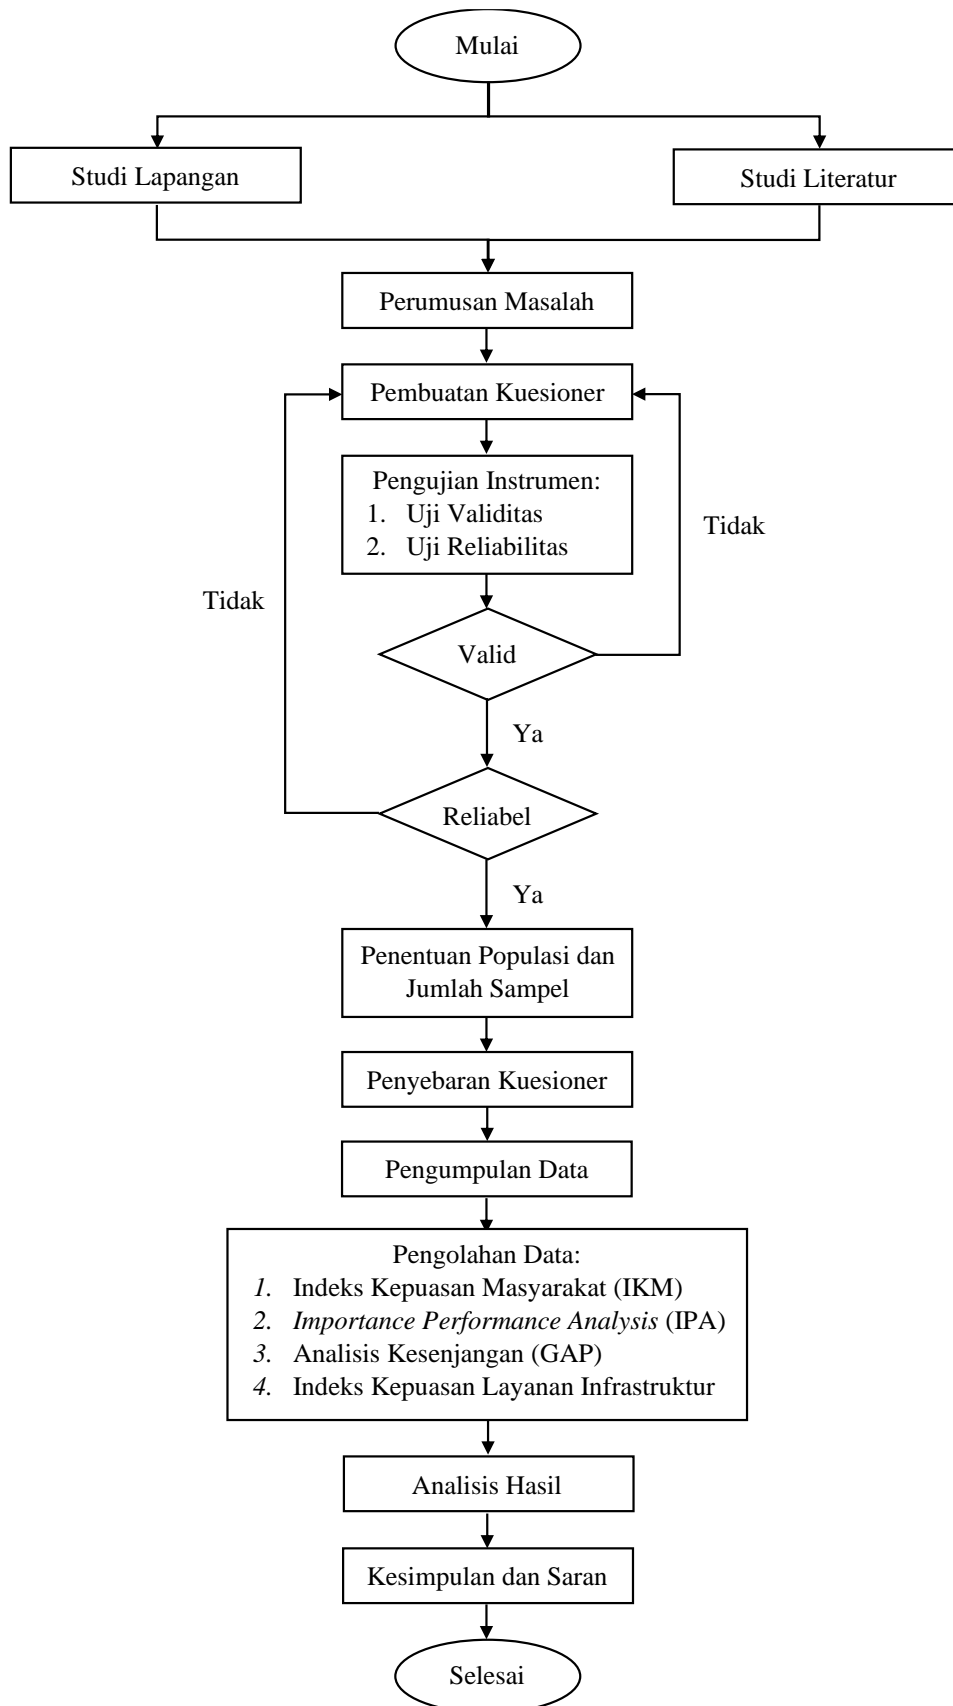 Mulai
Studi Lapangan
Studi Literatur
Perumusan Masalah
Pembuatan Kuesioner
Pengujian Instrumen:
1. Uji Validitas
2. Uji Reliabilitas
Tidak
Tidak
Valid
Ya
Reliabel
Ya
Penentuan Populasi dan
Jumlah Sampel
Penyebaran Kuesioner
Pengumpulan Data
Pengolahan Data:
1. Indeks Kepuasan Masyarakat (IKM)
2. Importance Performance Analysis (IPA)
3. Analisis Kesenjangan (GAP)
4. Indeks Kepuasan Layanan Infrastruktur
Analisis Hasil
Kesimpulan dan Saran
Selesai